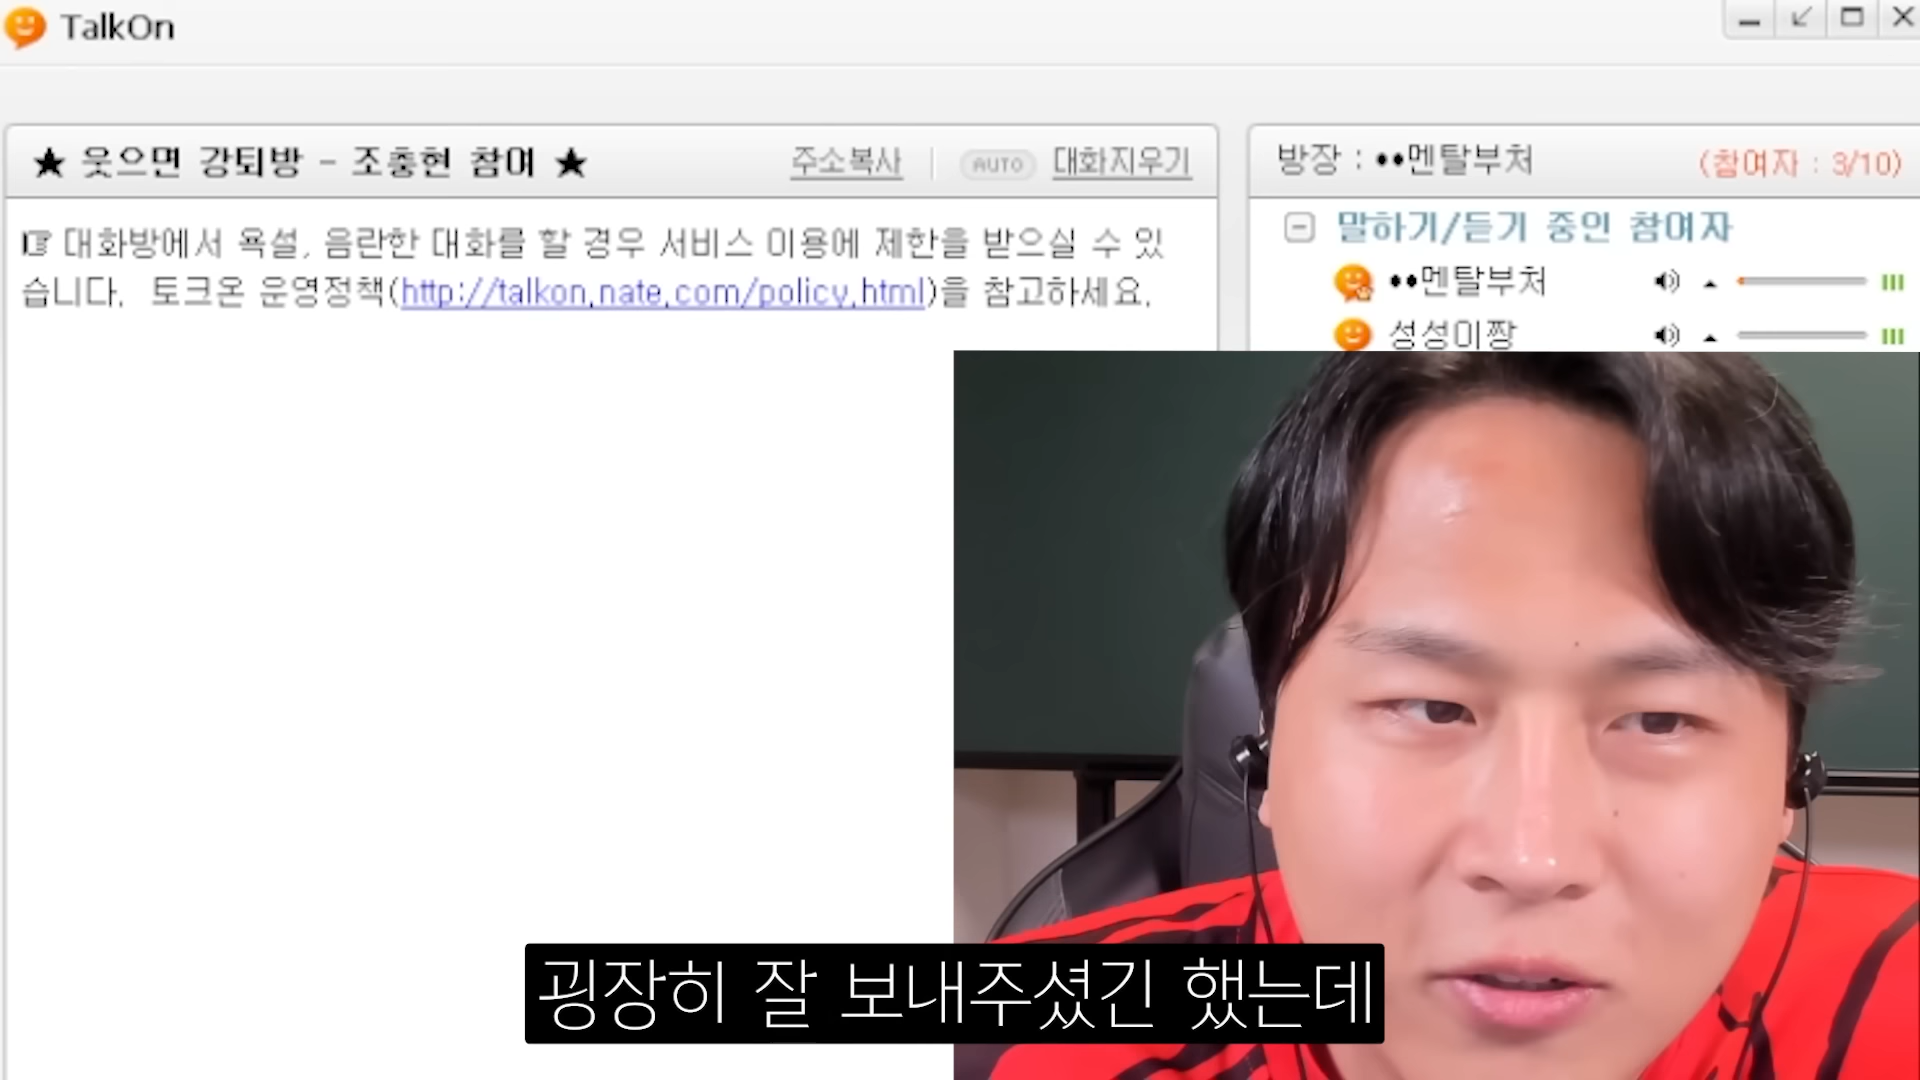 TalkOn
★ 웃으면 강퇴방 - 조충현 참여 ★
주소복사
AUTO
대화지우기
☞ 대화방에서 욕설, 음란한 대화를 할 경우 서비스 이용에 제한을 받으실 수 있
습니다. 토크온 운영정책(http://talkon.nate.com/policy.html)을 참고하세요.
방장 : ••멘탈부처
(참여자 : 3/10)
말하기/듣기 중인 참여자
••멘탈부처
성성이짱
굉장히 잘 보내주셨긴 했는데